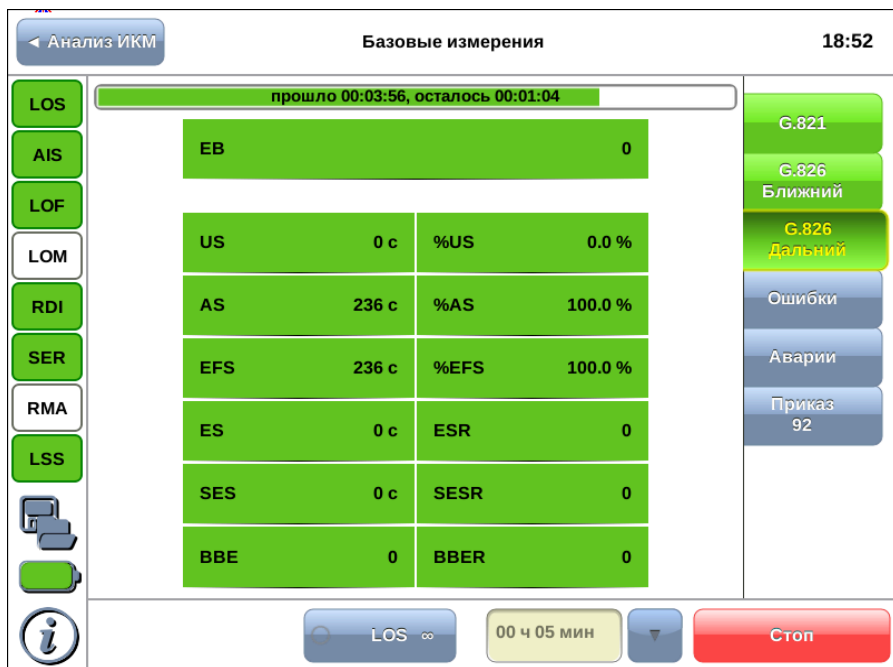 ◄ Анализ ИКМ
Базовые измерения
18:52
LOS
AIS
LOF
LOM
RDI
SER
RMA
LSS
прошло 00:03:56, осталось 00:01:04
EB 0
US 0 с %US 0.0 %
AS 236 с %AS 100.0 %
EFS 236 с %EFS 100.0 %
ES 0 с ESR 0
SES 0 с SESR 0
BBE 0 BBER 0
G.821
G.826
Ближний
G.826
Дальний
Ошибки
Аварии
Приказ
92
i
LOS ∞
00 ч 05 мин
▼
Стоп